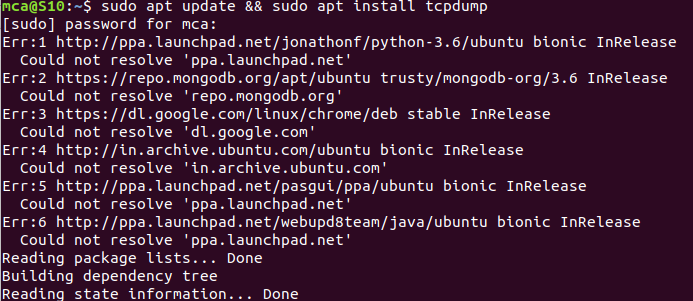 mca@S10:~$ sudo apt update && sudo apt install tcpdump
[sudo] password for mca:
Err:1 http://ppa.launchpad.net/jonathonf/python-3.6/ubuntu bionic InRelease
  Could not resolve 'ppa.launchpad.net'
Err:2 https://repo.mongodb.org/apt/ubuntu trusty/mongodb-org/3.6 InRelease
  Could not resolve 'repo.mongodb.org'
Err:3 https://dl.google.com/linux/chrome/deb stable InRelease
  Could not resolve 'dl.google.com'
Err:4 http://in.archive.ubuntu.com/ubuntu bionic InRelease
  Could not resolve 'in.archive.ubuntu.com'
Err:5 http://ppa.launchpad.net/pasgui/ppa/ubuntu bionic InRelease
  Could not resolve 'ppa.launchpad.net'
Err:6 http://ppa.launchpad.net/webupd8team/java/ubuntu bionic InRelease
  Could not resolve 'ppa.launchpad.net'
Reading package lists... Done
Building dependency tree
Reading state information... Done